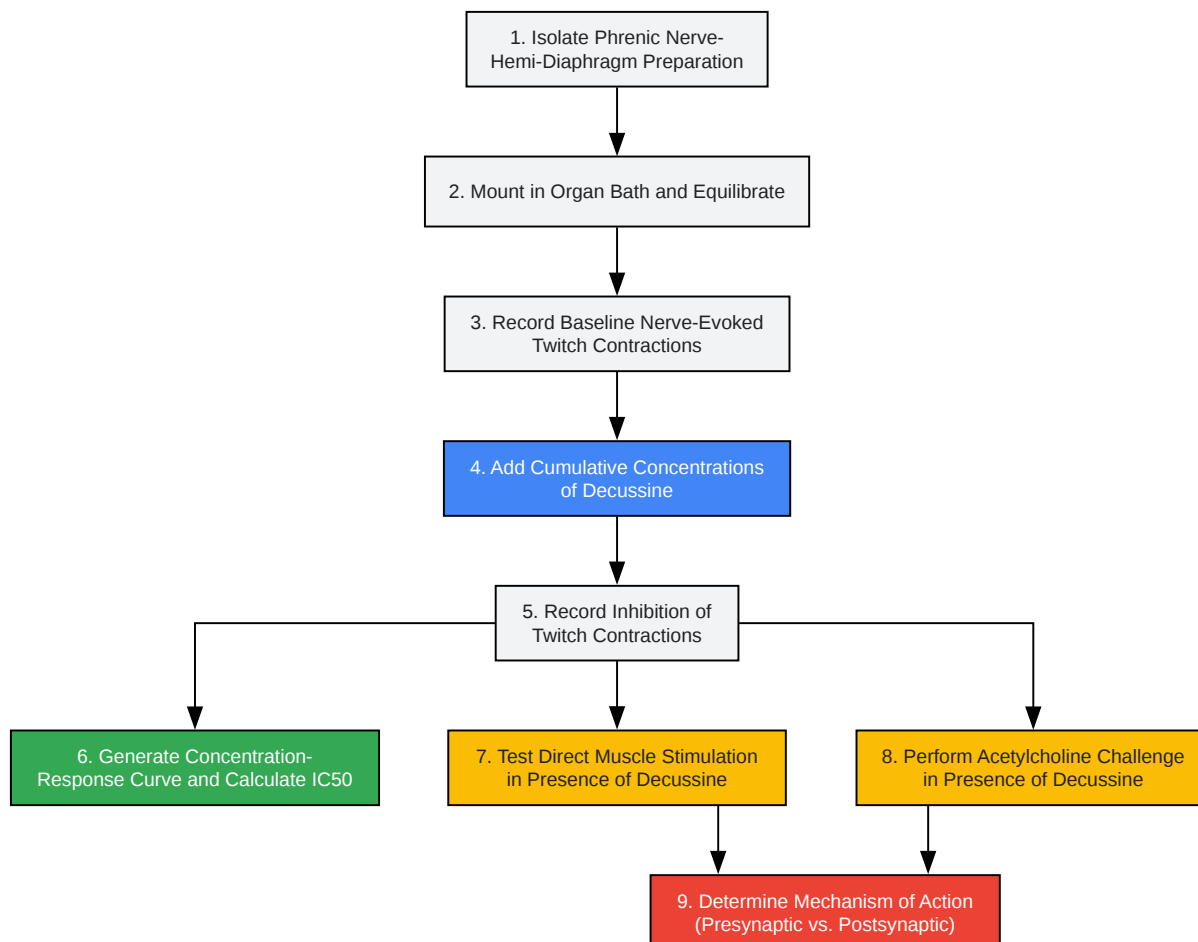 1. Isolate Phrenic Nerve-
Hemi-Diaphragm Preparation
2. Mount in Organ Bath and Equilibrate
3. Record Baseline Nerve-Evoked
Twitch Contractions
4. Add Cumulative Concentrations
of Decussine
5. Record Inhibition of
Twitch Contractions
6. Generate Concentration-
Response Curve and Calculate IC50
7. Test Direct Muscle Stimulation
in Presence of Decussine
8. Perform Acetylcholine Challenge
in Presence of Decussine
9. Determine Mechanism of Action
(Presynaptic vs. Postsynaptic)